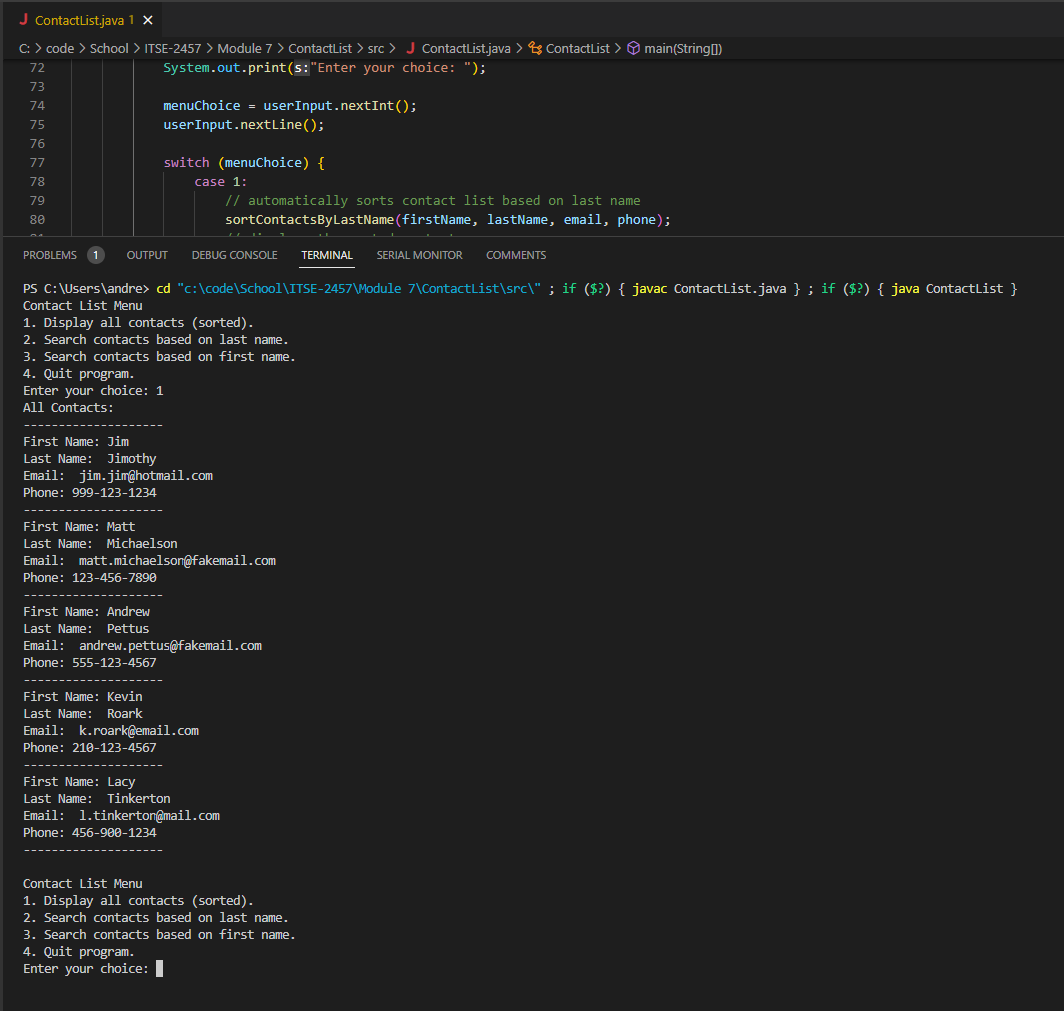 ContactList.java 1
C: > code > School > ITSE-2457 > Module 7 > ContactList > src > ContactList.java > ContactList > main(String[])
72 System.out.print(s:"Enter your choice: ");
73
74 menuChoice = userInput.nextInt();
75 userInput.nextLine();
76
77 switch (menuChoice) {
78 case 1:
79 // automatically sorts contact list based on last name
80 sortContactsByLastName(firstName, lastName, email, phone);
PROBLEMS 1 OUTPUT DEBUG CONSOLE TERMINAL SERIAL MONITOR COMMENTS
PS C:\Users\andre> cd "c:\code\School\ITSE-2457\Module 7\ContactList\src\" ; if ($?) { javac ContactList.java } ; if ($?) { java ContactList }
Contact List Menu
1. Display all contacts (sorted).
2. Search contacts based on last name.
3. Search contacts based on first name.
4. Quit program.
Enter your choice: 1
All Contacts:
--------------------
First Name: Jim
Last Name:  Jimothy
Email:  jim.jim@hotmail.com
Phone: 999-123-1234
--------------------
First Name: Matt
Last Name:  Michaelson
Email:  matt.michaelson@fakemail.com
Phone: 123-456-7890
--------------------
First Name: Andrew
Last Name:  Pettus
Email:  andrew.pettus@fakemail.com
Phone: 555-123-4567
--------------------
First Name: Kevin
Last Name:  Roark
Email:  k.roark@email.com
Phone: 210-123-4567
--------------------
First Name: Lacy
Last Name:  Tinkerton
Email:  l.tinkerton@mail.com
Phone: 456-900-1234
--------------------
Contact List Menu
1. Display all contacts (sorted).
2. Search contacts based on last name.
3. Search contacts based on first name.
4. Quit program.
Enter your choice: